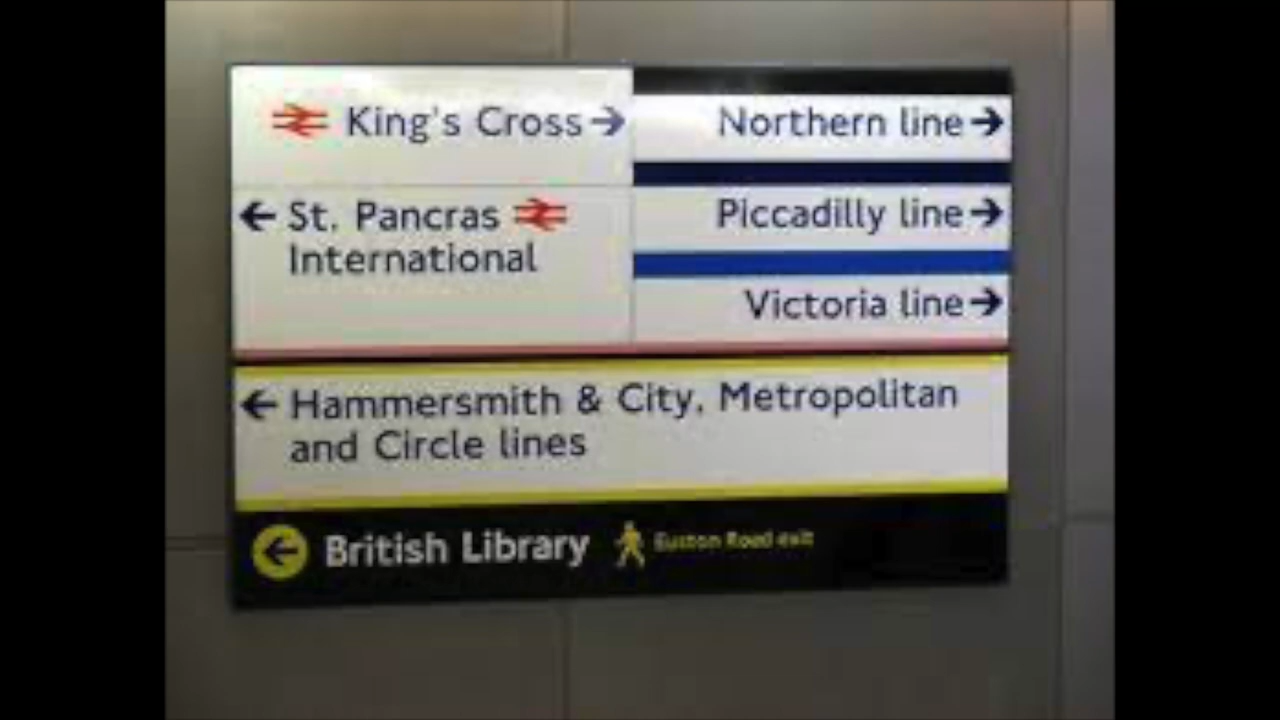 King's Cross →
← St. Pancras
International
Northern line →
Piccadilly line →
Victoria line →
← Hammersmith & City, Metropolitan
and Circle lines
← British Library Euston Road exit